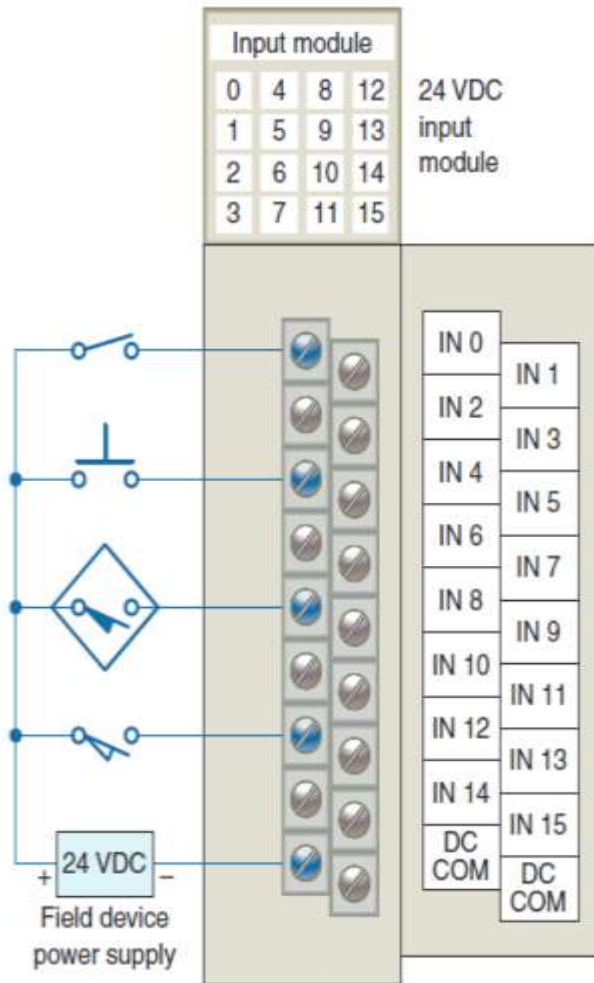 Input module
0 4 8 12
1 5 9 13
2 6 10 14
3 7 11 15
24 VDC
input
module
IN 0
IN 1
IN 2
IN 3
IN 4
IN 5
IN 6
IN 7
IN 8
IN 9
IN 10
IN 11
IN 12
IN 13
IN 14
IN 15
DC
COM
DC
COM
+ 24 VDC −
Field device
power supply